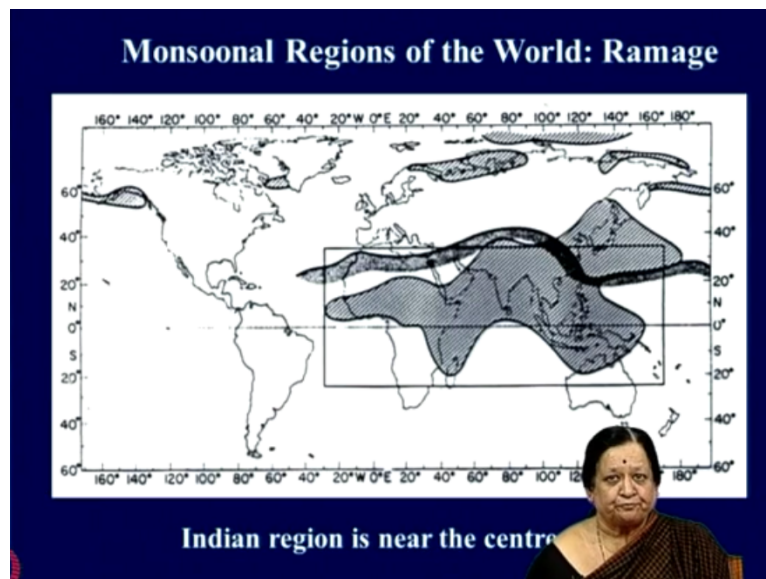 Monsoonal Regions of the World: Ramage
160° 140° 120° 100° 80° 60° 40° 20°W 0°E 20° 40° 60° 80° 100° 120° 140° 160° 180°
60° 60°
40° 40°
20° 20°
N N
0° 0°
S S
20° 20°
40° 40°
60° 60°
160° 140° 120° 100° 80° 60° 40° 20°W 0°E 20° 40° 60° 80° 100°
Indian region is near the centre